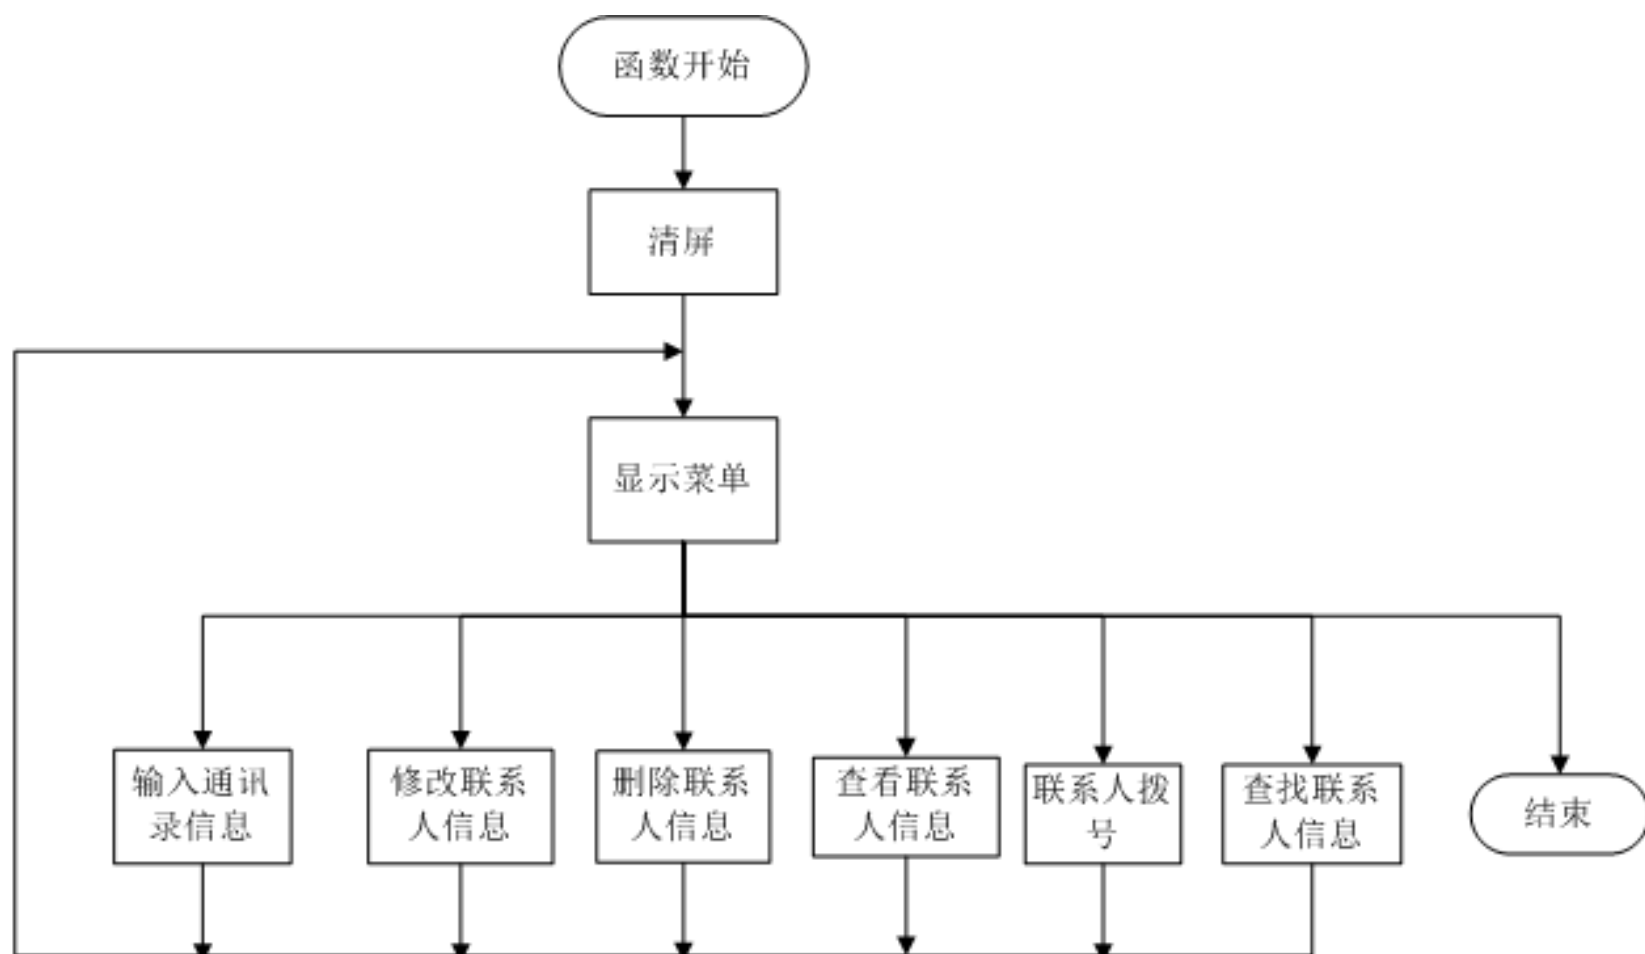 函数开始
清屏
显示菜单
输入通讯
录信息
修改联系
人信息
删除联系
人信息
查看联系
人信息
联系人拨
号
查找联系
人信息
结束